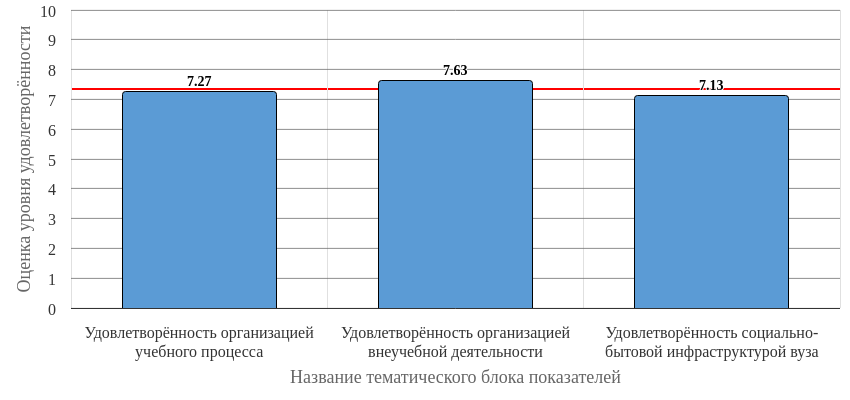 Оценка уровня удовлетворённости
10
9
8
7
6
5
4
3
2
1
0
7.27
7.63
7.13
Удовлетворённость организацией
учебного процесса
Удовлетворённость организацией
внеучебной деятельности
Удовлетворённость социально-
бытовой инфраструктурой вуза
Название тематического блока показателей